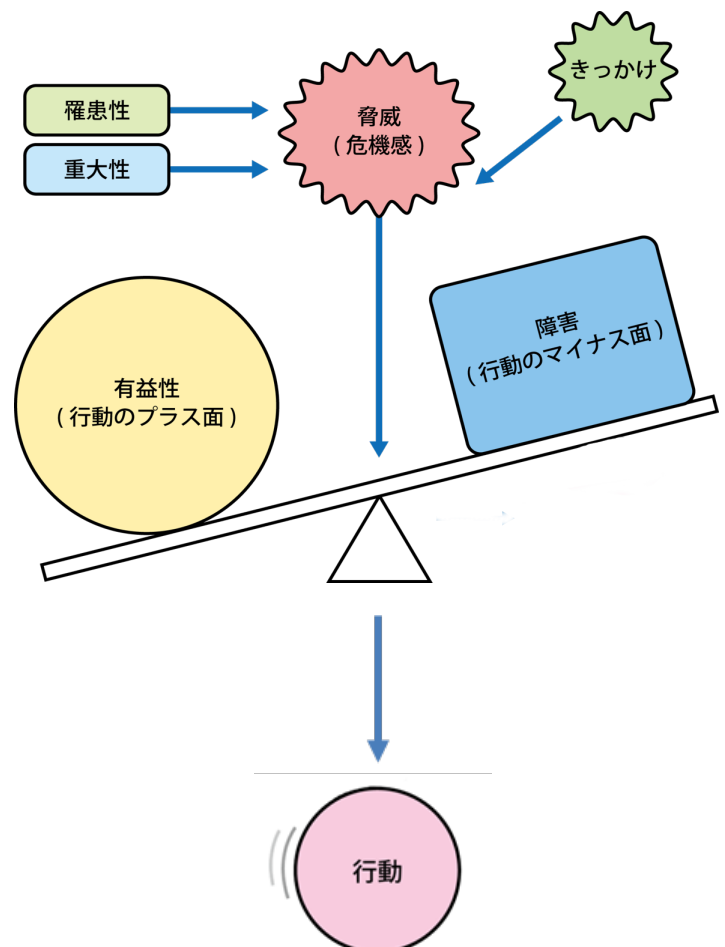 きっかけ
罹患性
脅威
(危機感)
重大性
障害
(行動のマイナス面)
有益性
(行動のプラス面)
行動